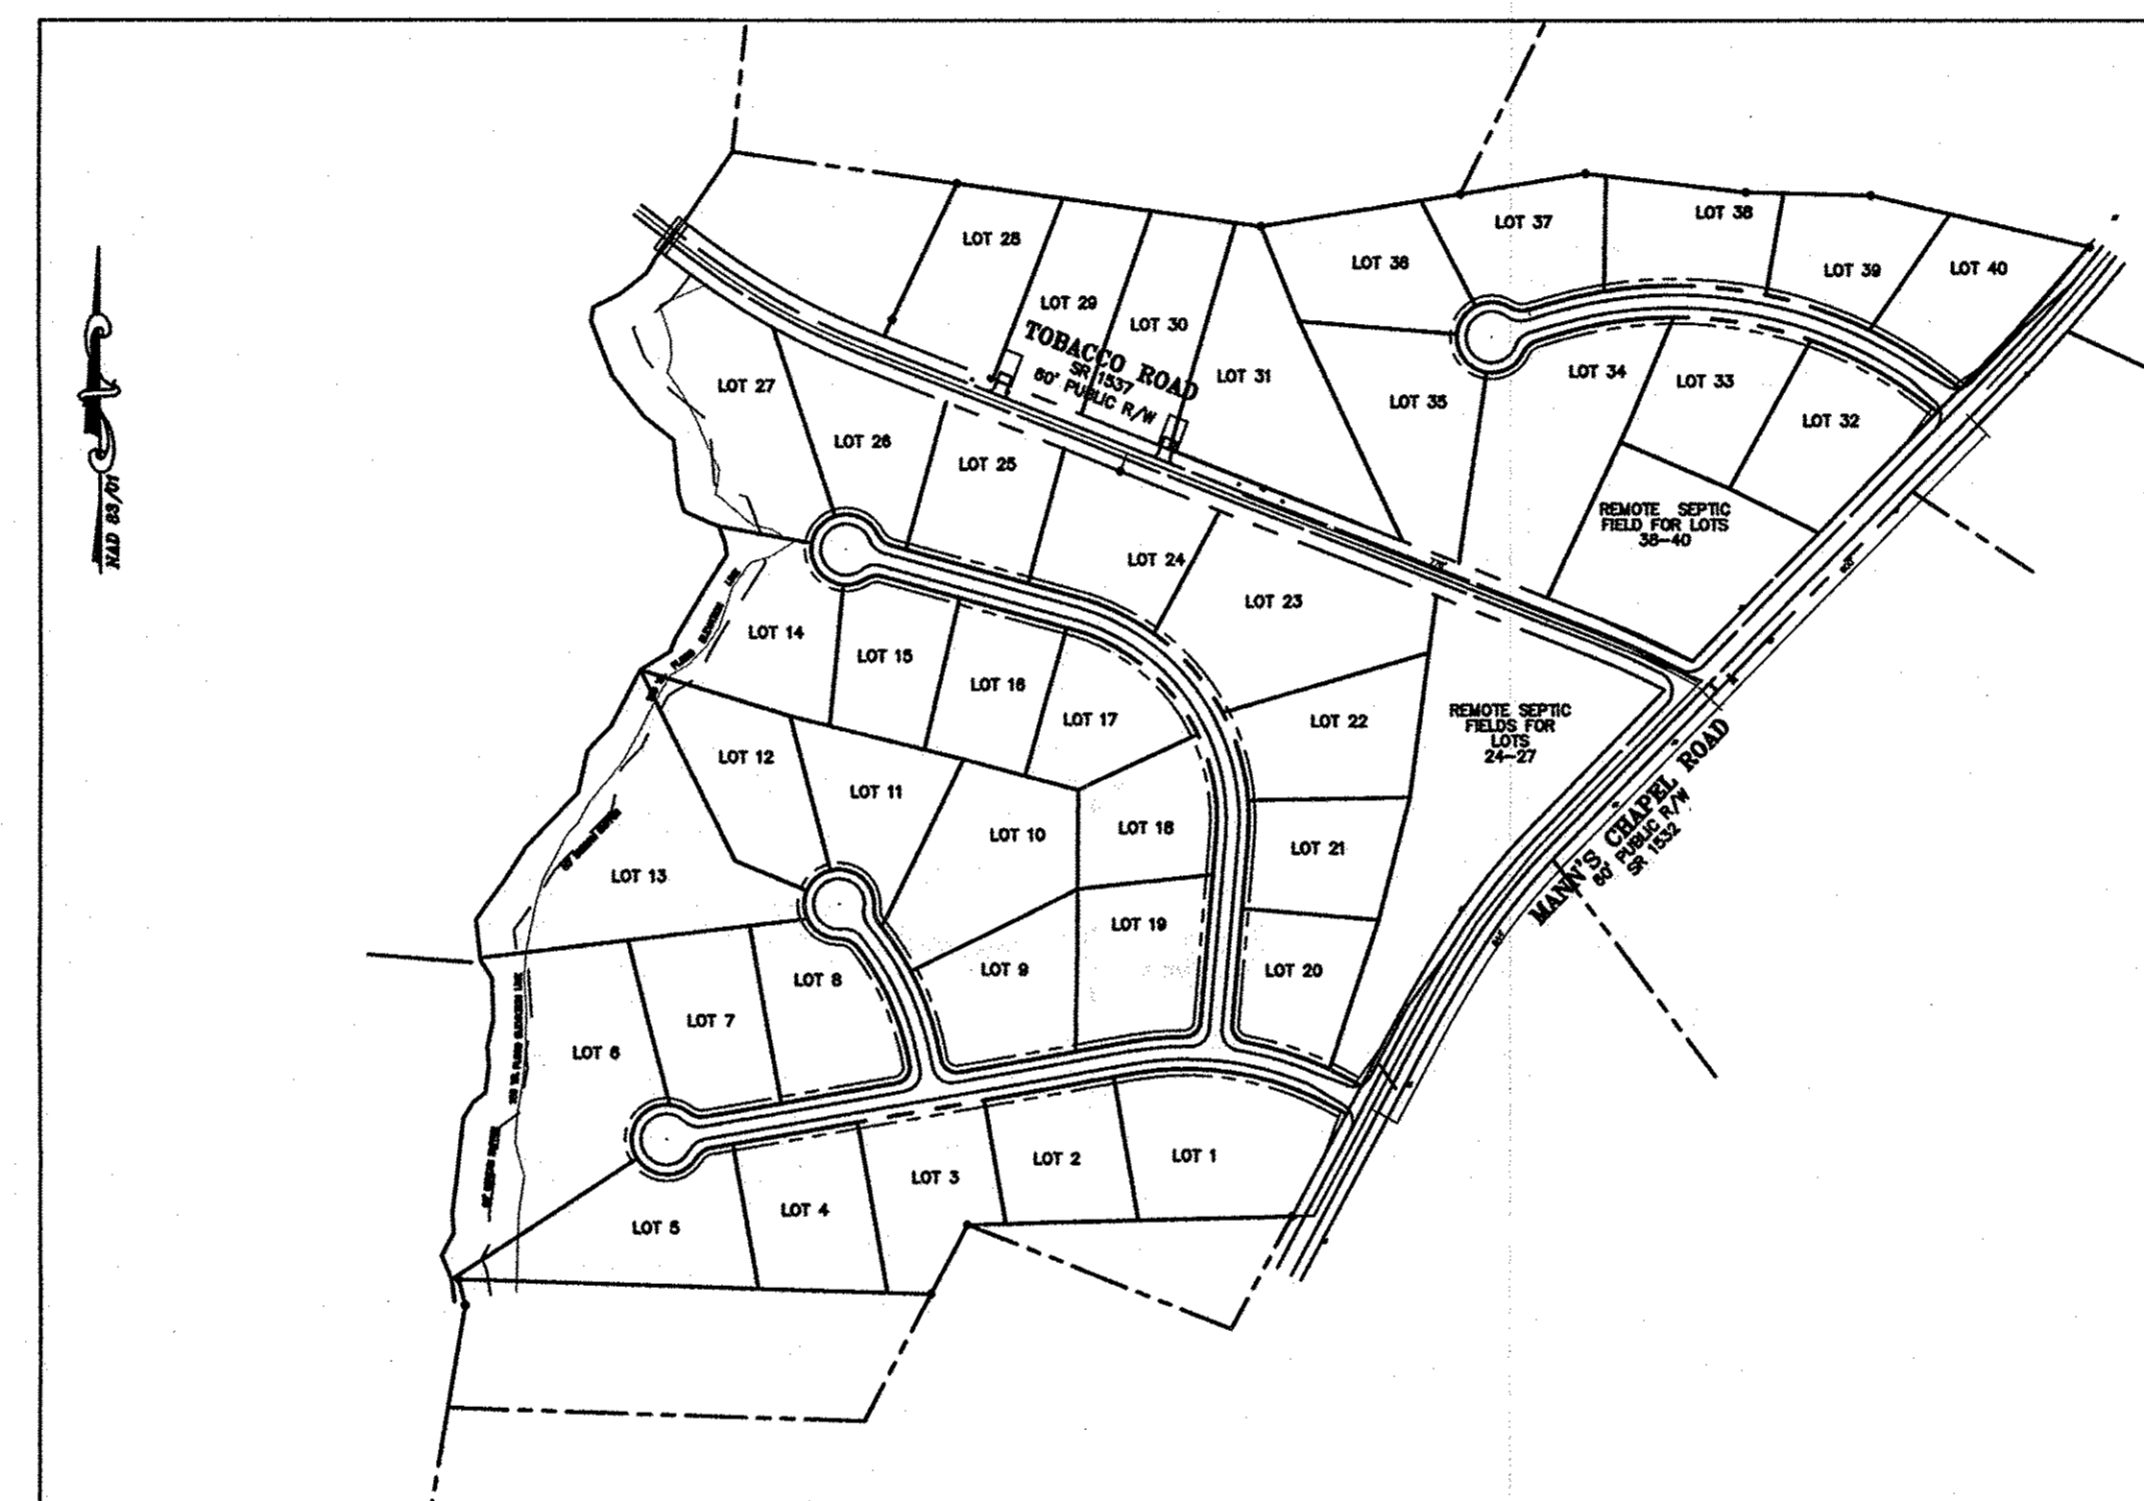 LOT 28
LOT 29
LOT 30
LOT 31
LOT 36
LOT 37
LOT 38
LOT 39
LOT 40
TOBACCO ROAD
SR 1537
60' PUBLIC R/W
LOT 35
LOT 34
LOT 33
LOT 32
REMOTE SEPTIC
FIELD FOR LOTS
38-40
NAD 83/01
LOT 27
LOT 26
LOT 25
LOT 24
LOT 23
LOT 22
LOT 21
LOT 20
REMOTE SEPTIC
FIELDS FOR
LOTS
24-27
MANN'S CHAPEL ROAD
60' PUBLIC R/W
SR 1532
LOT 14
LOT 15
LOT 16
LOT 17
LOT 12
LOT 11
LOT 10
LOT 18
LOT 13
LOT 19
LOT 9
LOT 8
LOT 7
LOT 6
LOT 5
LOT 4
LOT 3
LOT 2
LOT 1